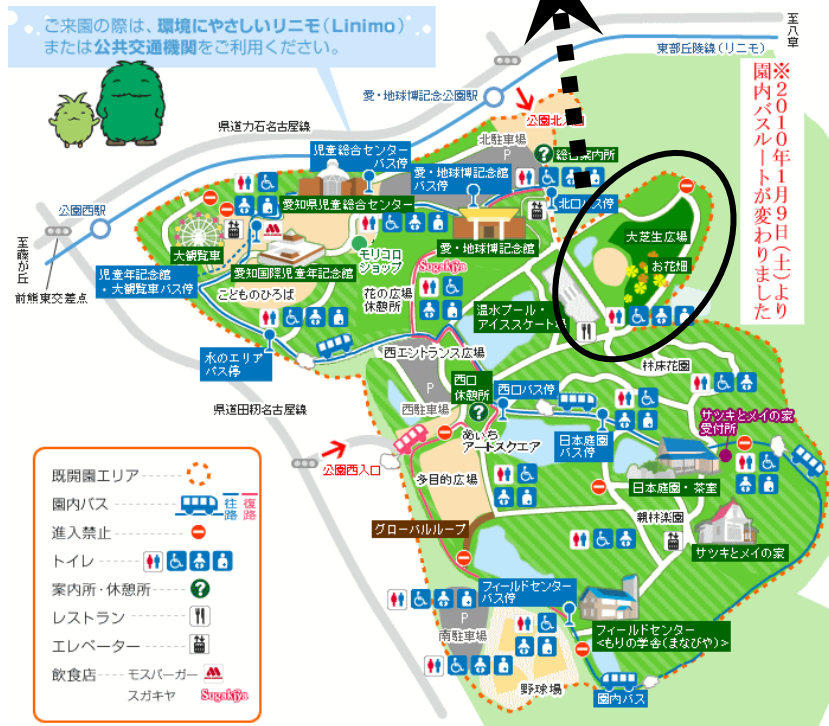 ご来園の際は、環境にやさしいリニモ(Linimo)
または公共交通機関をご利用ください。
至八草
東部丘陵線(リニモ)
※2010年1月9日(土)より
園内バスルートが変わりました
愛・地球博記念公園駅
県道力石名古屋線
公園北
北駐車場
P
?
総合案内所
児童総合センター
バス停
愛・地球博記念館
バス停
北口バス停
愛知県児童総合センター
公園西駅
大観覧車
愛知国際児童年記念館
モリコロ
ショップ
愛・地球博記念館
大芝生広場
お花畑
至藤が丘
前熊東交差点
児童年記念館
・大観覧車バス停
こどものひろば
Sugakiya
花の広場
休憩所
温水プール・
アイススケート場
水のエリア
バス停
西エントランス広場
林床花園
P
西駐車場
西口
休憩所
?
西口バス停
県道田籾名古屋線
あいち
アートスクエア
日本庭園
バス停
サツキとメイの家
受付所
公園西入口
多目的広場
日本庭園・茶室
グローバルループ
親林楽園
サツキとメイの家
フィールドセンター
バス停
P
南駐車場
フィールドセンター
<もりの学舎(まなびや)>
野球場
園内バス
既開園エリア
園内バス 往路 復路
進入禁止
トイレ
案内所・休憩所 ?
レストラン
エレベーター
飲食店 モスバーガー
スガキヤ Sugakiya